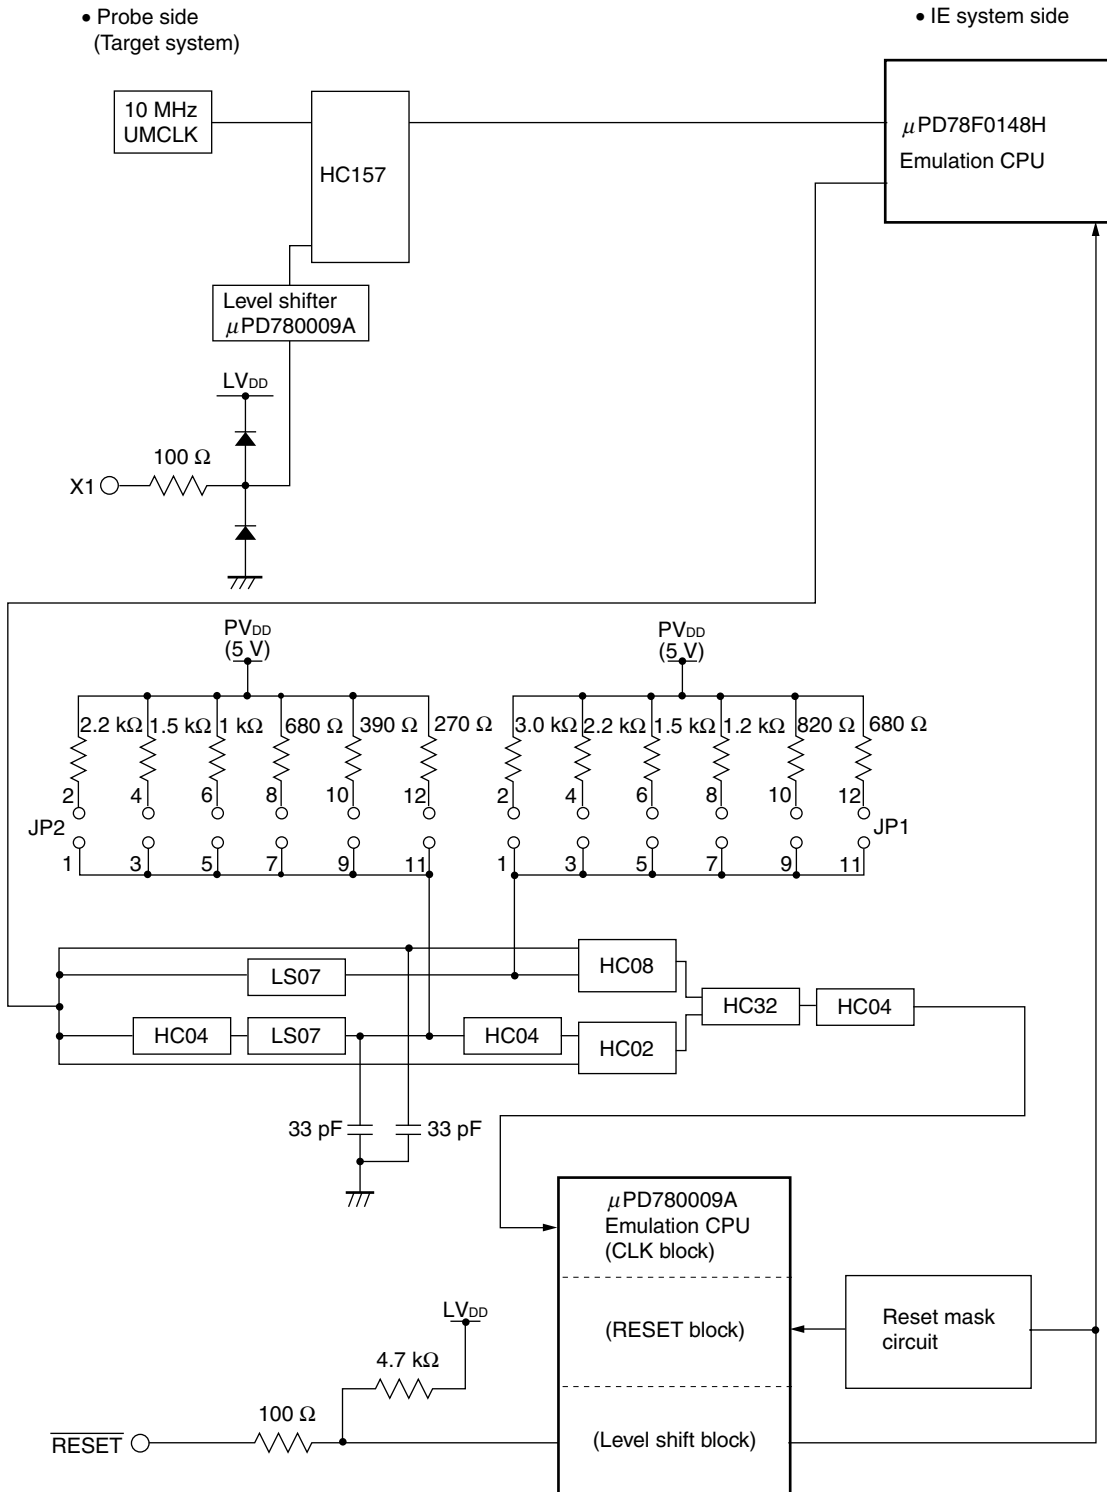 • Probe side
(Target system)
• IE system side
10 MHz
UMCLK
HC157
μPD78F0148H
Emulation CPU
Level shifter
μPD780009A
LVDD
100 Ω
X1
PVDD
(5 V)
PVDD
(5 V)
2.2 kΩ 1.5 kΩ 1 kΩ 680 Ω 390 Ω 270 Ω 3.0 kΩ 2.2 kΩ 1.5 kΩ 1.2 kΩ 820 Ω 680 Ω
2 4 6 8 10 12 2 4 6 8 10 12
JP2 JP1
1 3 5 7 9 11 1 3 5 7 9 11
LS07
HC08
HC32
HC04
HC04
LS07
HC04
HC02
33 pF
33 pF
μPD780009A
Emulation CPU
(CLK block)
(RESET block)
Reset mask
circuit
LVDD
4.7 kΩ
100 Ω
RESET
(Level shift block)